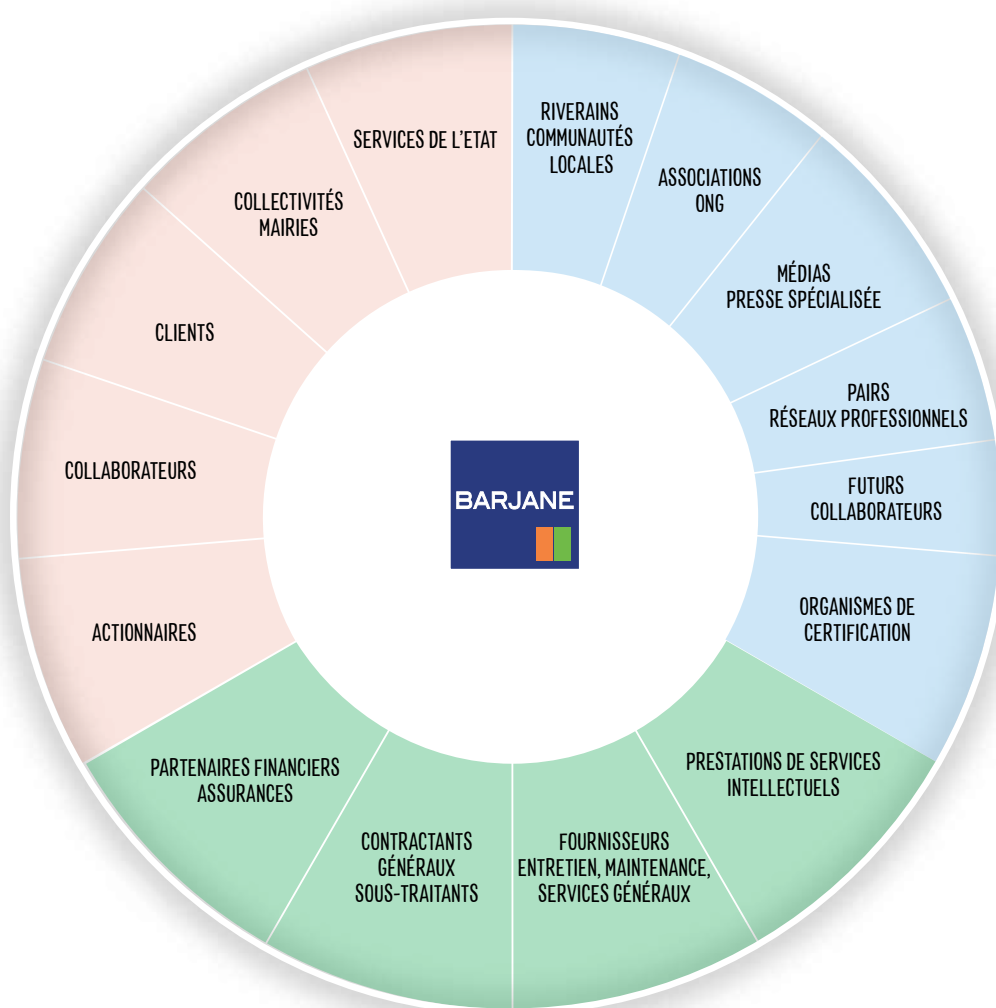 SERVICES DE L'ETAT
RIVERAINS
COMMUNAUTÉS
LOCALES
ASSOCIATIONS
ONG
MÉDIAS
PRESSE SPÉCIALISÉE
PAIRS
RÉSEAUX PROFESSIONNELS
FUTURS
COLLABORATEURS
ORGANISMES DE
CERTIFICATION
PRESTATIONS DE SERVICES
INTELLECTUELS
FOURNISSEURS
ENTRETIEN, MAINTENANCE,
SERVICES GÉNÉRAUX
CONTRACTANTS
GÉNÉRAUX
SOUS-TRAITANTS
PARTENAIRES FINANCIERS
ASSURANCES
ACTIONNAIRES
COLLABORATEURS
CLIENTS
COLLECTIVITÉS
MAIRIES
BARJANE